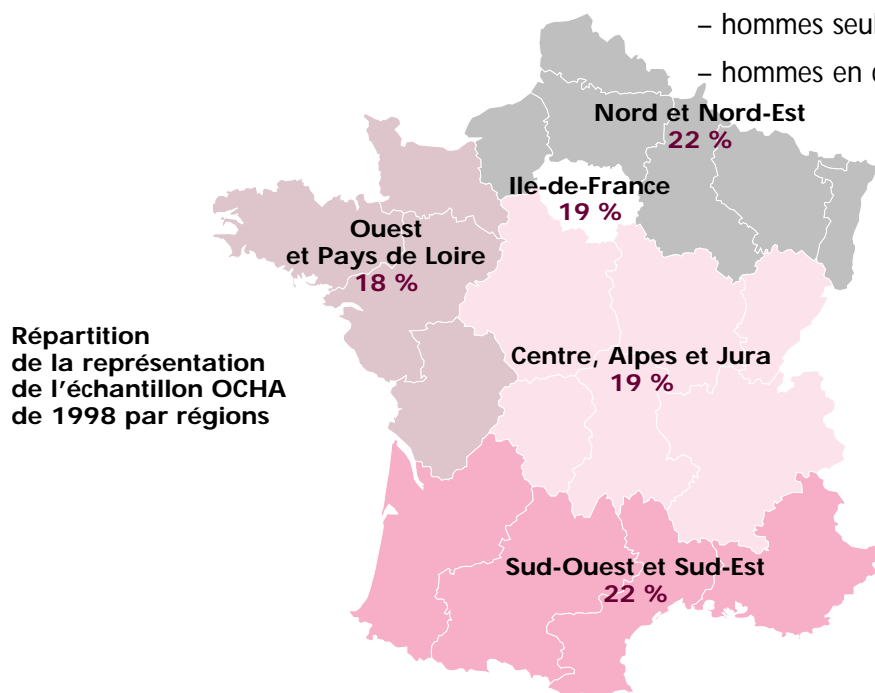 – hommes seul
– hommes en
Nord et Nord-Est
22 %
Ile-de-France
19 %
Ouest
et Pays de Loire
18 %
Répartition
de la représentation
de l'échantillon OCHA
de 1998 par régions
Centre, Alpes et Jura
19 %
Sud-Ouest et Sud-Est
22 %